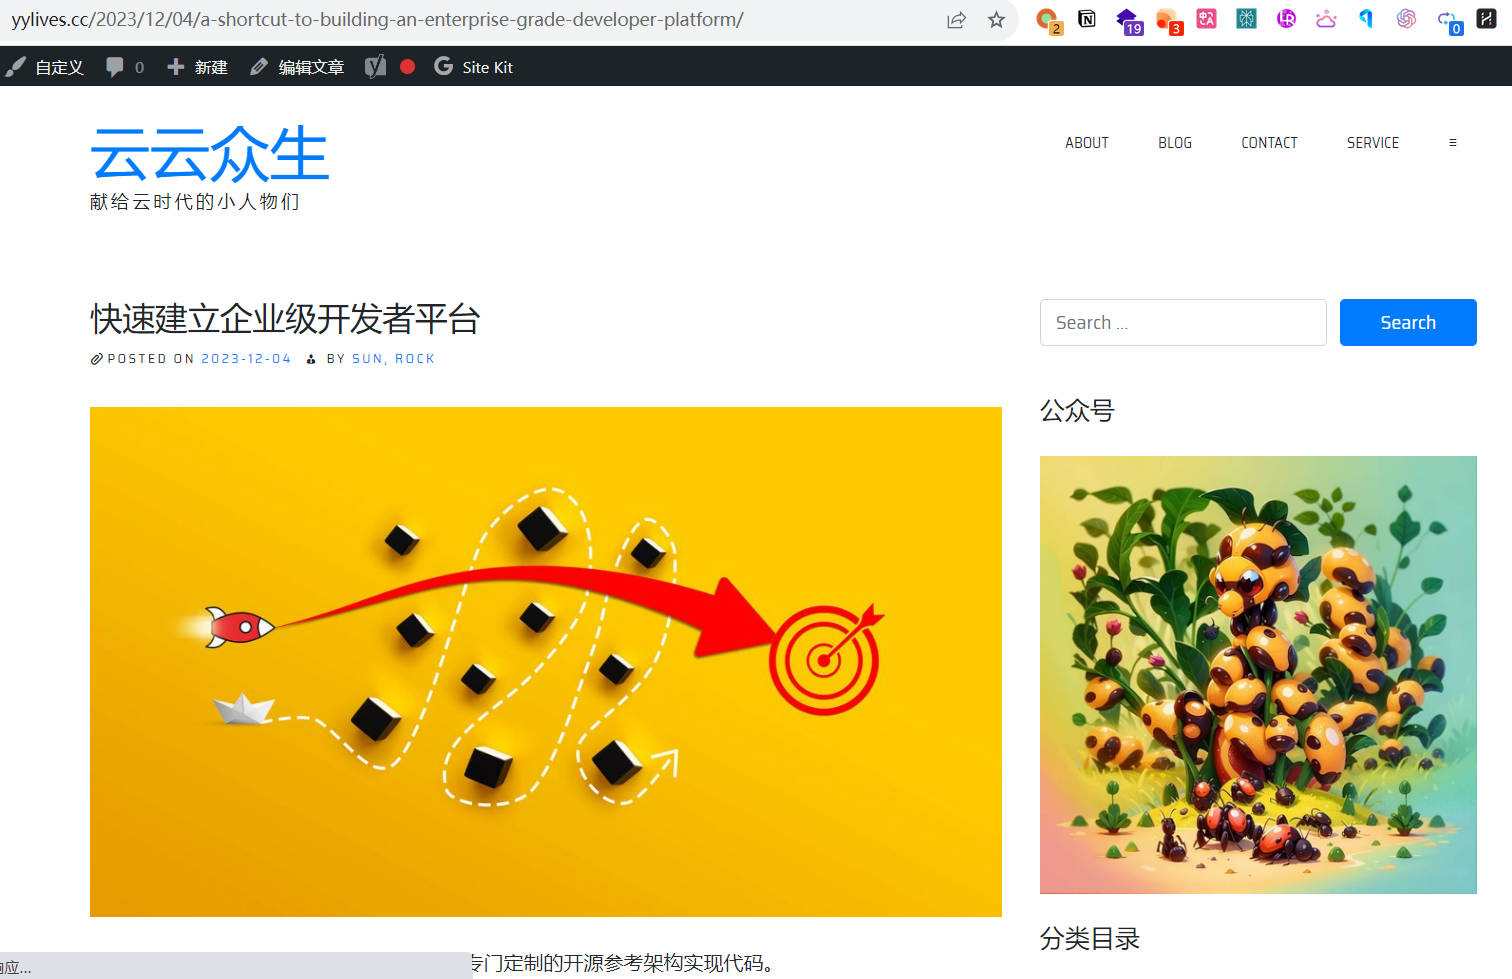 yylives.cc/2023/12/04/a-shortcut-to-building-an-enterprise-grade-developer-platform/
2 19 3 0
自定义 0 新建 编辑文章 Site Kit
云云众生
献给云时代的小人物们
ABOUT BLOG CONTACT SERVICE
快速建立企业级开发者平台
POSTED ON 2023-12-04 BY SUN, ROCK
Search ...
Search
公众号
分类目录
专门定制的开源参考架构实现代码。
应...